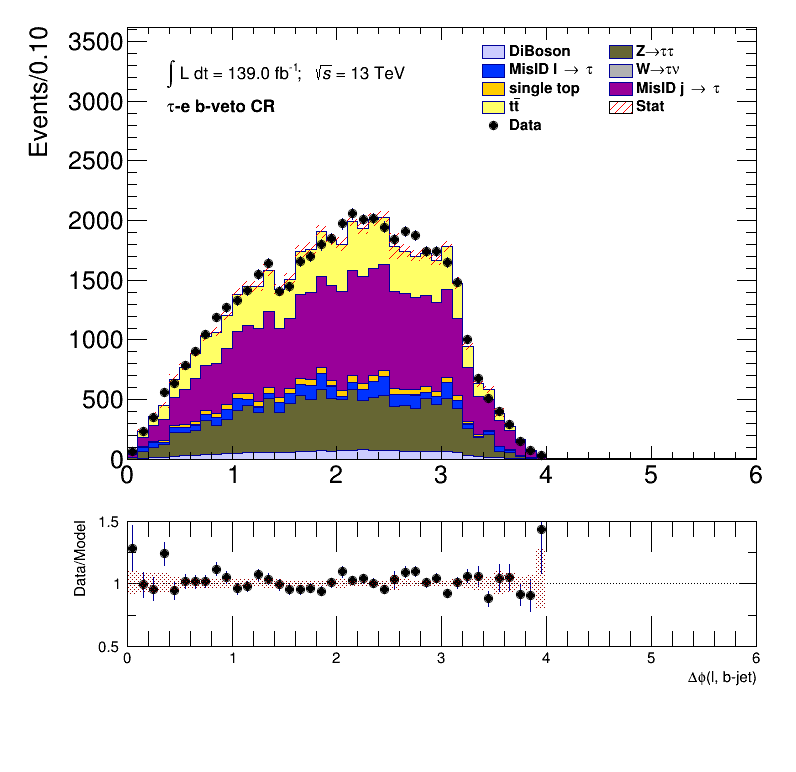 Events/0.10
3500
3000
2500
2000
1500
1000
500
0
∫ L dt = 139.0 fb⁻¹; √s = 13 TeV
τ-e b-veto CR
DiBoson
MisID l → τ
single top
tt̄
Data
Z→ττ
W→τν
MisID j → τ
Stat
0 1 2 3 4 5 6
Data/Model
1.5
1
0.5
0 1 2 3 4 5 6
Δϕ(l, b-jet)